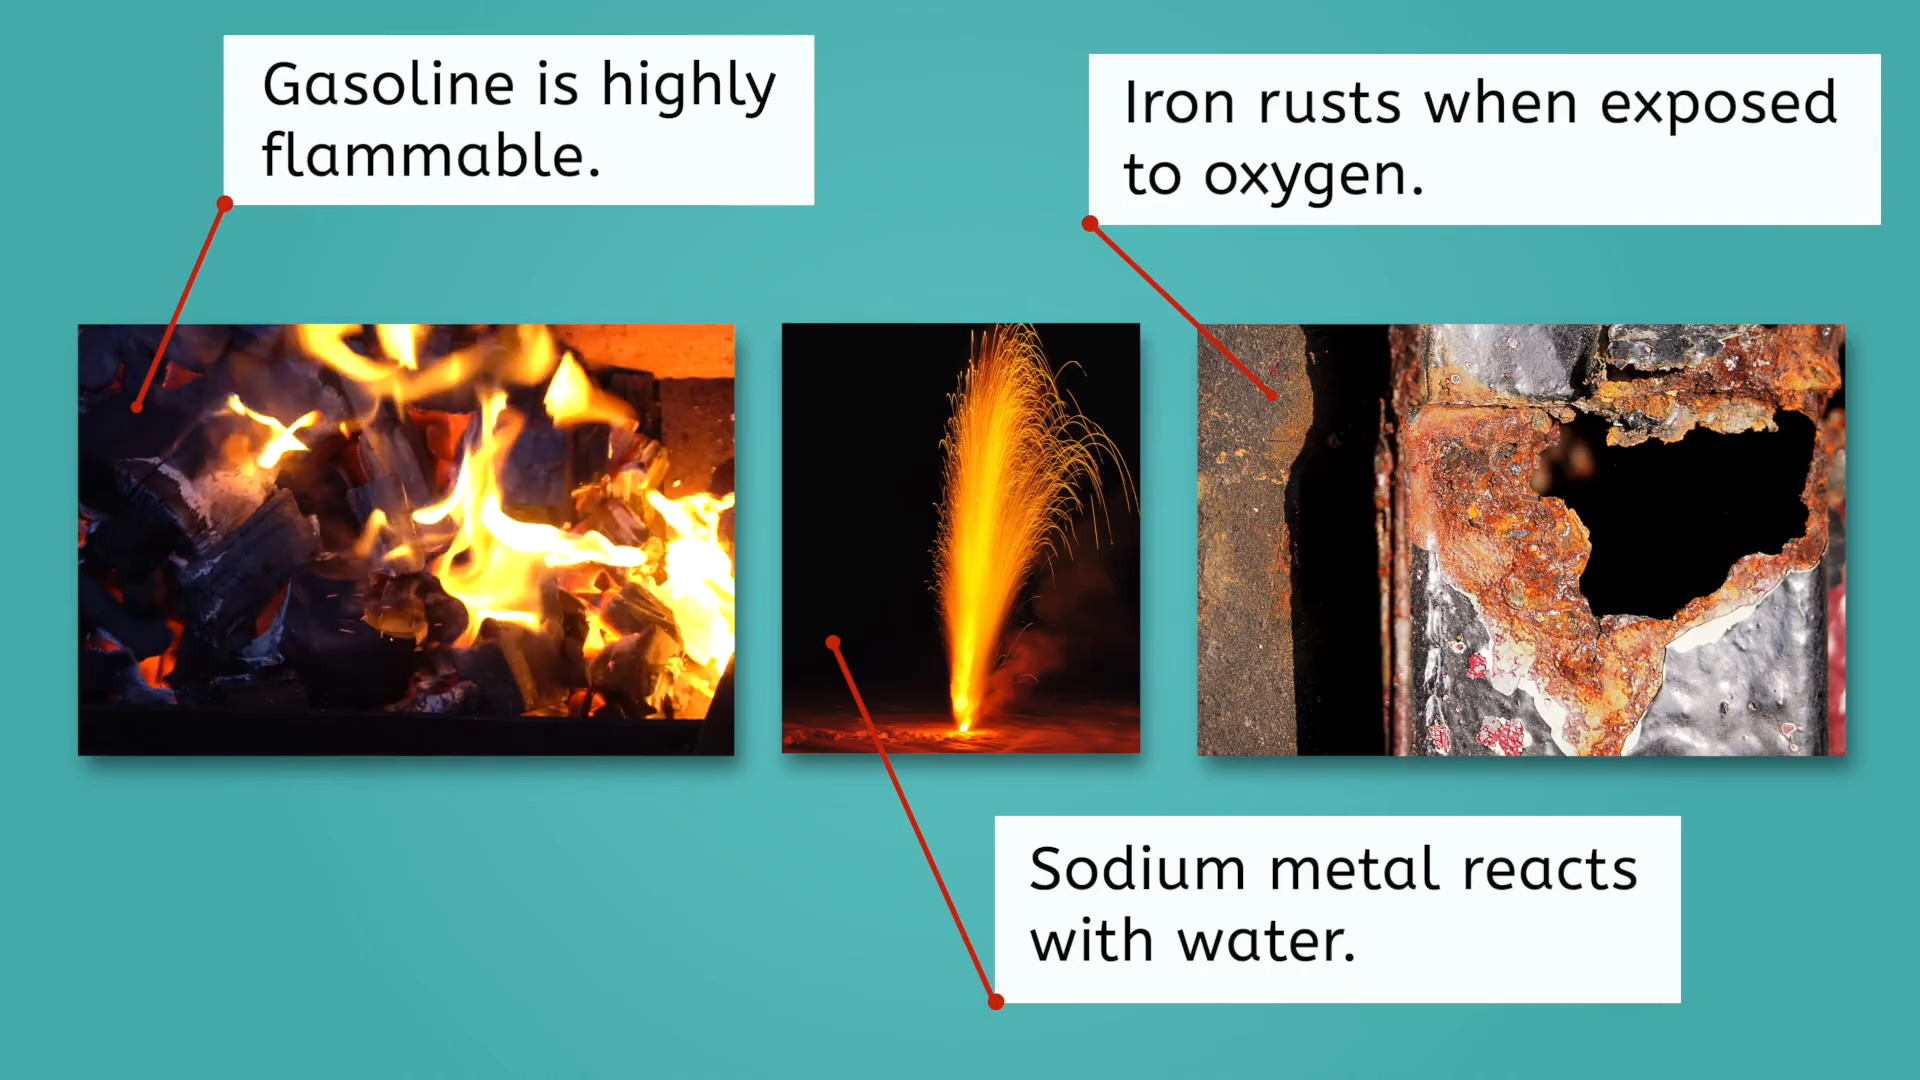 Gasoline is highly
flammable.
Iron rusts when exposed
to oxygen.
Sodium metal reacts
with water.